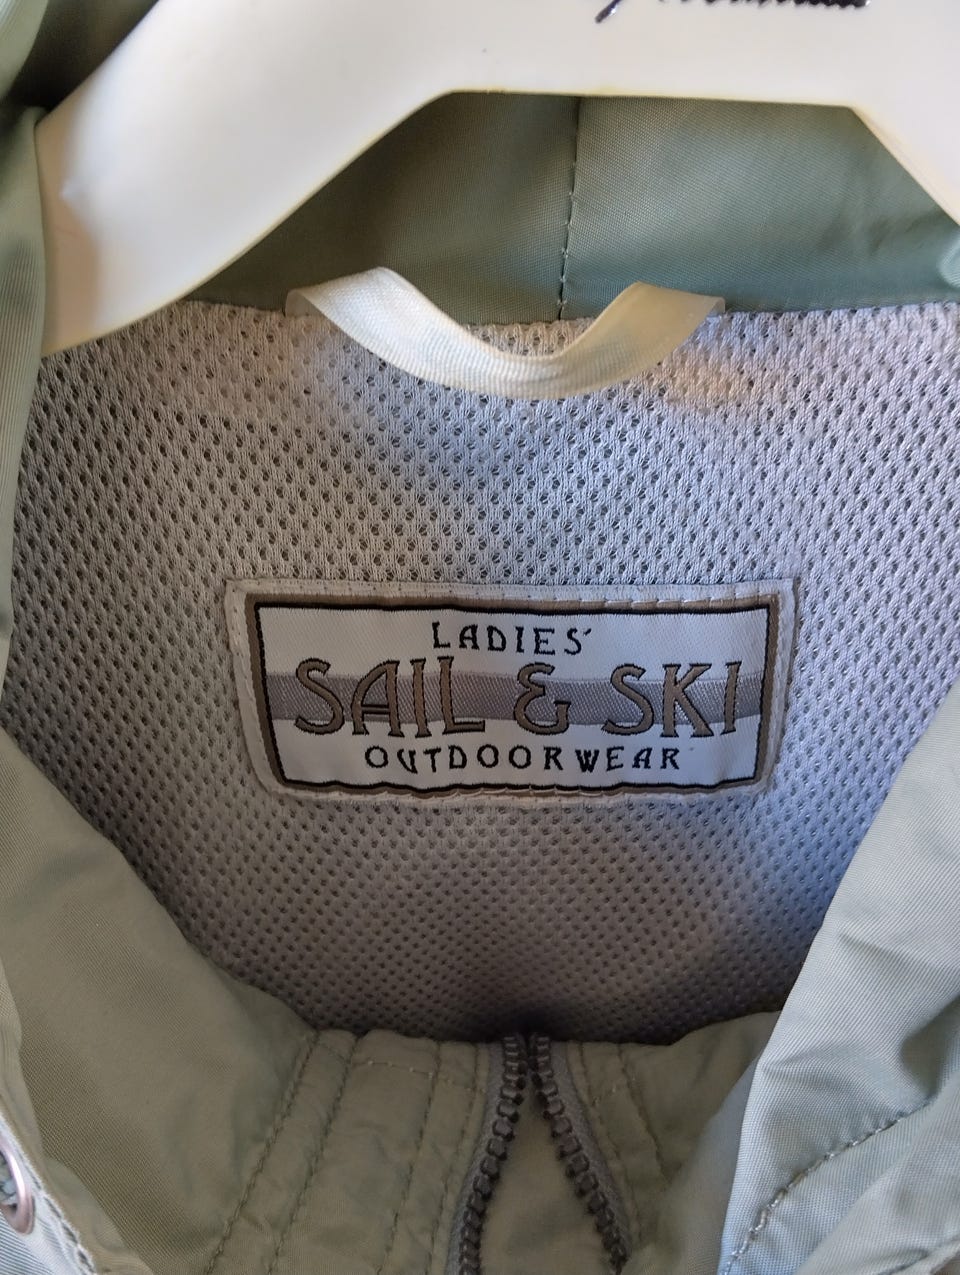 LADIES'
SAIL & SKI
OUTDOORWEAR